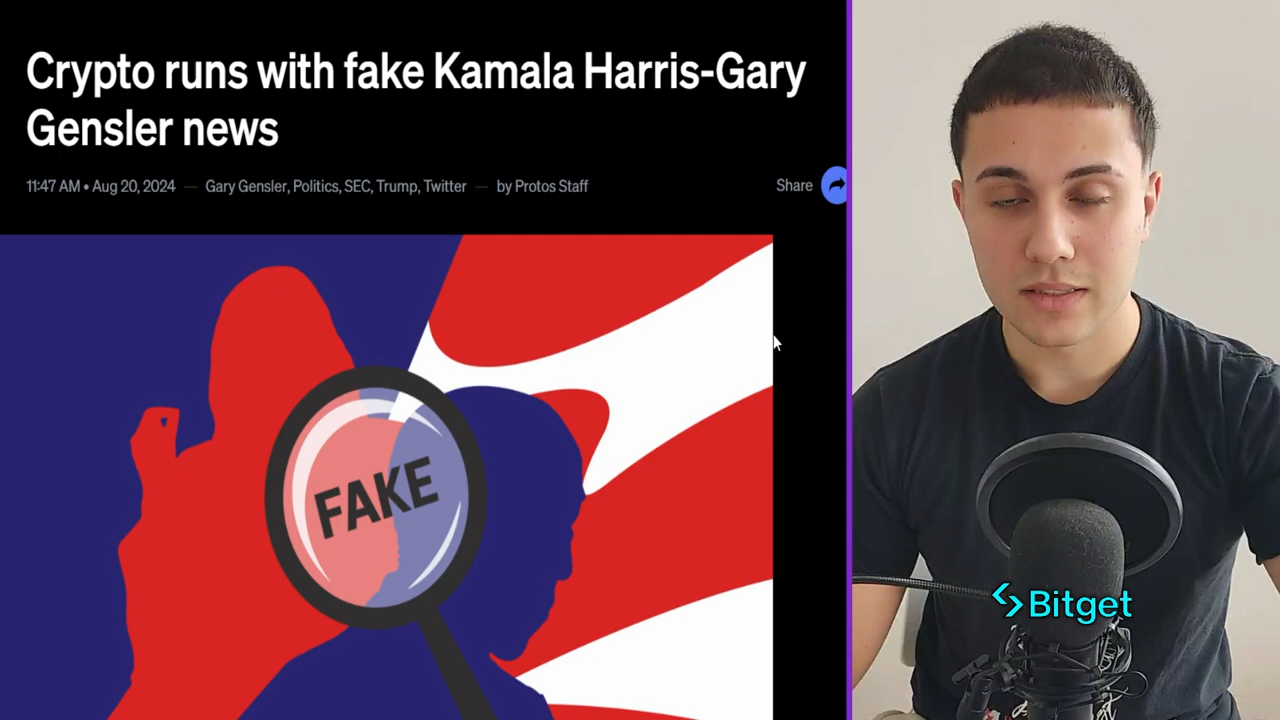 Crypto runs with fake Kamala Harris-Gary
Gensler news
11:47 AM • Aug 20, 2024 — Gary Gensler, Politics, SEC, Trump, Twitter — by Protos Staff
Share
FAKE
Bitget